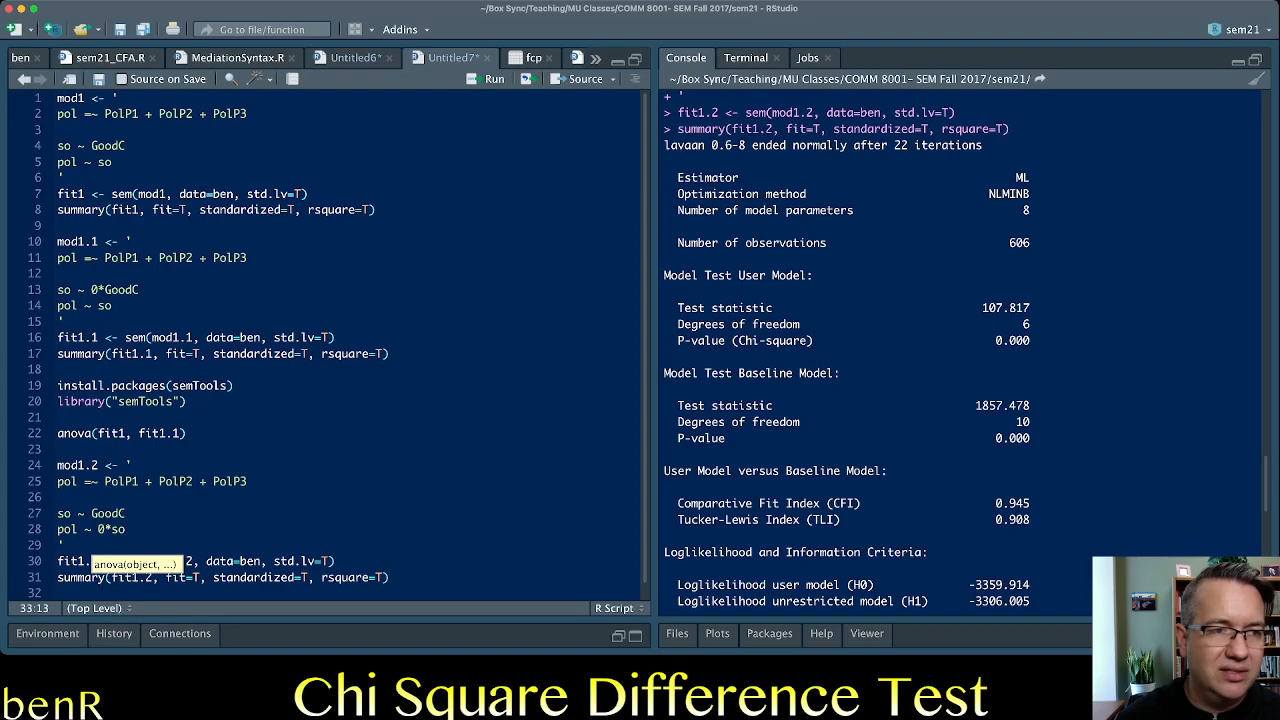 ~/Box Sync/Teaching/MU Classes/COMM 8001- SEM Fall 2017/sem21 - RStudio
Go to file/function
Addins
sem21
ben
sem21_CFA.R
MediationSyntax.R
Untitled6*
Untitled7*
fcp
Source on Save
Run
Source
1 mod1 <- '
2 pol =~ PolP1 + PolP2 + PolP3
3
4 so ~ GoodC
5 pol ~ so
6 '
7 fit1 <- sem(mod1, data=ben, std.lv=T)
8 summary(fit1, fit=T, standardized=T, rsquare=T)
9
10 mod1.1 <- '
11 pol =~ PolP1 + PolP2 + PolP3
12
13 so ~ 0*GoodC
14 pol ~ so
15 '
16 fit1.1 <- sem(mod1.1, data=ben, std.lv=T)
17 summary(fit1.1, fit=T, standardized=T, rsquare=T)
18
19 install.packages(semTools)
20 library("semTools")
21
22 anova(fit1, fit1.1)
23
24 mod1.2 <- '
25 pol =~ PolP1 + PolP2 + PolP3
26
27 so ~ GoodC
28 pol ~ 0*so
29 '
30 fit1. anova(object, ...) 2, data=ben, std.lv=T)
31 summary(fit1.2, fit=T, standardized=T, rsquare=T)
32
33:13 (Top Level) R Script
Environment History Connections
Console Terminal Jobs
~/Box Sync/Teaching/MU Classes/COMM 8001- SEM Fall 2017/sem21/
+ '
> fit1.2 <- sem(mod1.2, data=ben, std.lv=T)
> summary(fit1.2, fit=T, standardized=T, rsquare=T)
lavaan 0.6-8 ended normally after 22 iterations
Estimator ML
Optimization method NLMINB
Number of model parameters 8
Number of observations 606
Model Test User Model:
Test statistic 107.817
Degrees of freedom 6
P-value (Chi-square) 0.000
Model Test Baseline Model:
Test statistic 1857.478
Degrees of freedom 10
P-value 0.000
User Model versus Baseline Model:
Comparative Fit Index (CFI) 0.945
Tucker-Lewis Index (TLI) 0.908
Loglikelihood and Information Criteria:
Loglikelihood user model (H0) -3359.914
Loglikelihood unrestricted model (H1) -3306.005
Files Plots Packages Help Viewer
benR
Chi Square Difference Test